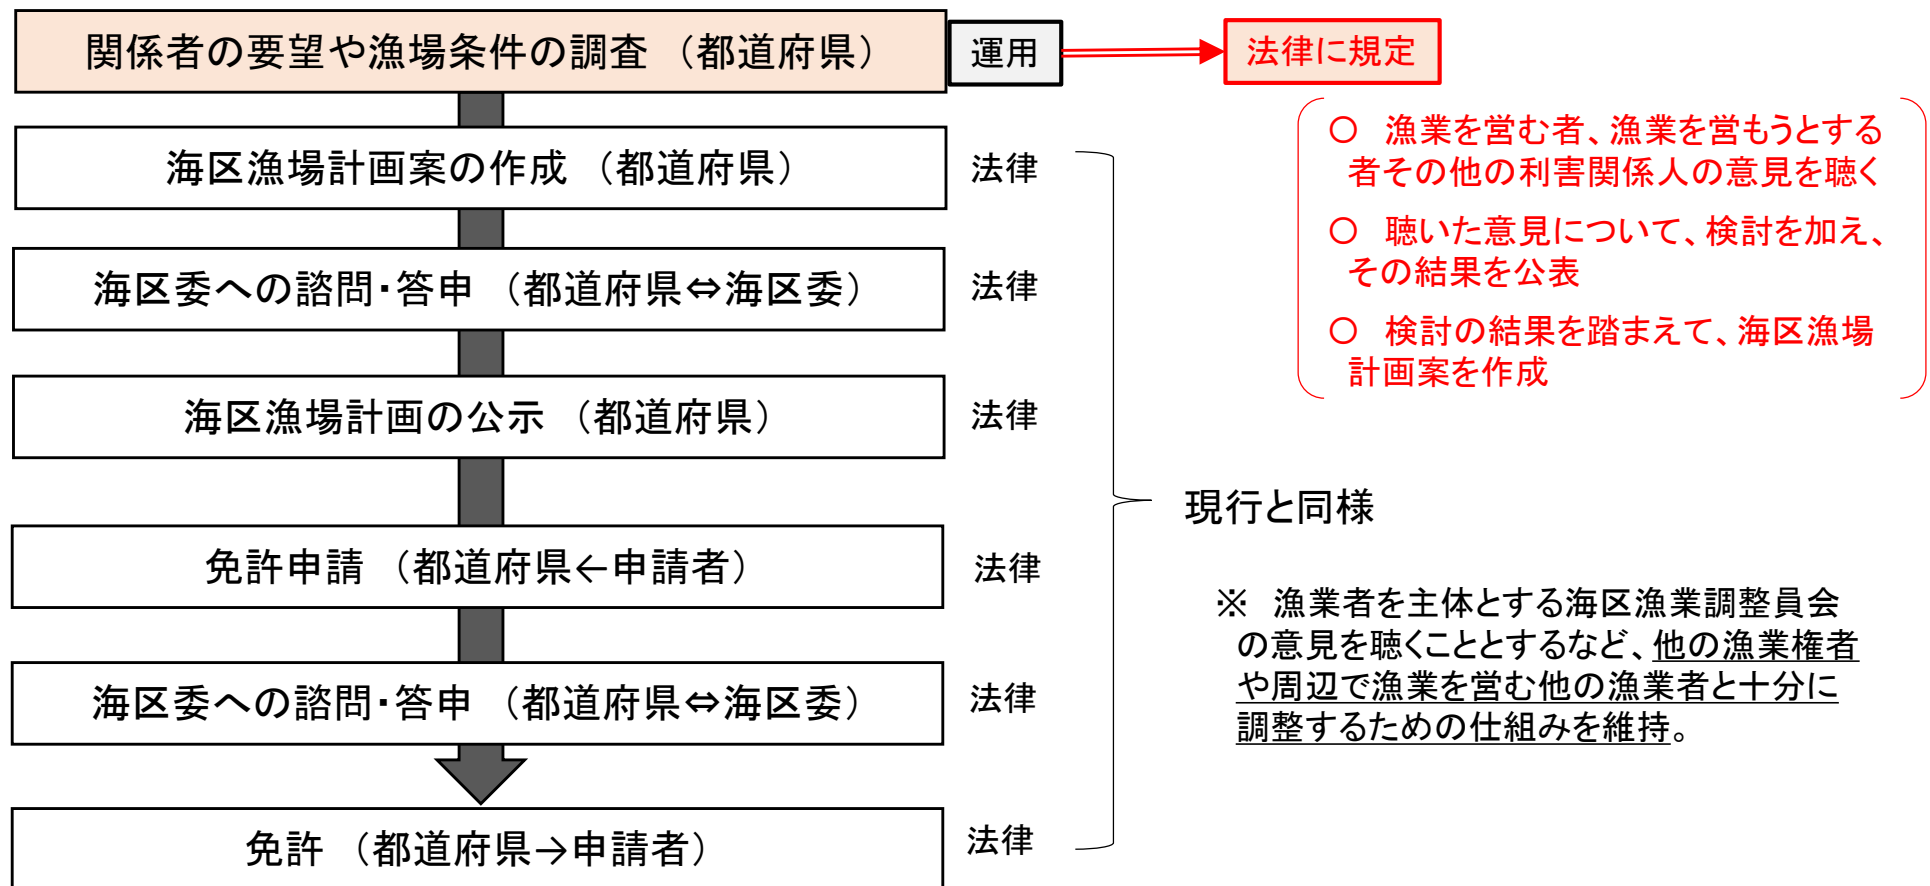 関係者の要望や漁場条件の調査 （都道府県）
運用
法律に規定
海区漁場計画案の作成 （都道府県）
法律
海区委への諮問・答申 （都道府県⇔海区委）
法律
海区漁場計画の公示 （都道府県）
法律
免許申請 （都道府県←申請者）
法律
海区委への諮問・答申 （都道府県⇔海区委）
法律
免許 （都道府県→申請者）
法律
○ 漁業を営む者、漁業を営もうとする
者その他の利害関係人の意見を聴く
○ 聴いた意見について、検討を加え、
その結果を公表
○ 検討の結果を踏まえて、海区漁場
計画案を作成
現行と同様
※ 漁業者を主体とする海区漁業調整員会
の意見を聴くこととするなど、他の漁業権者
や周辺で漁業を営む他の漁業者と十分に
調整するための仕組みを維持。